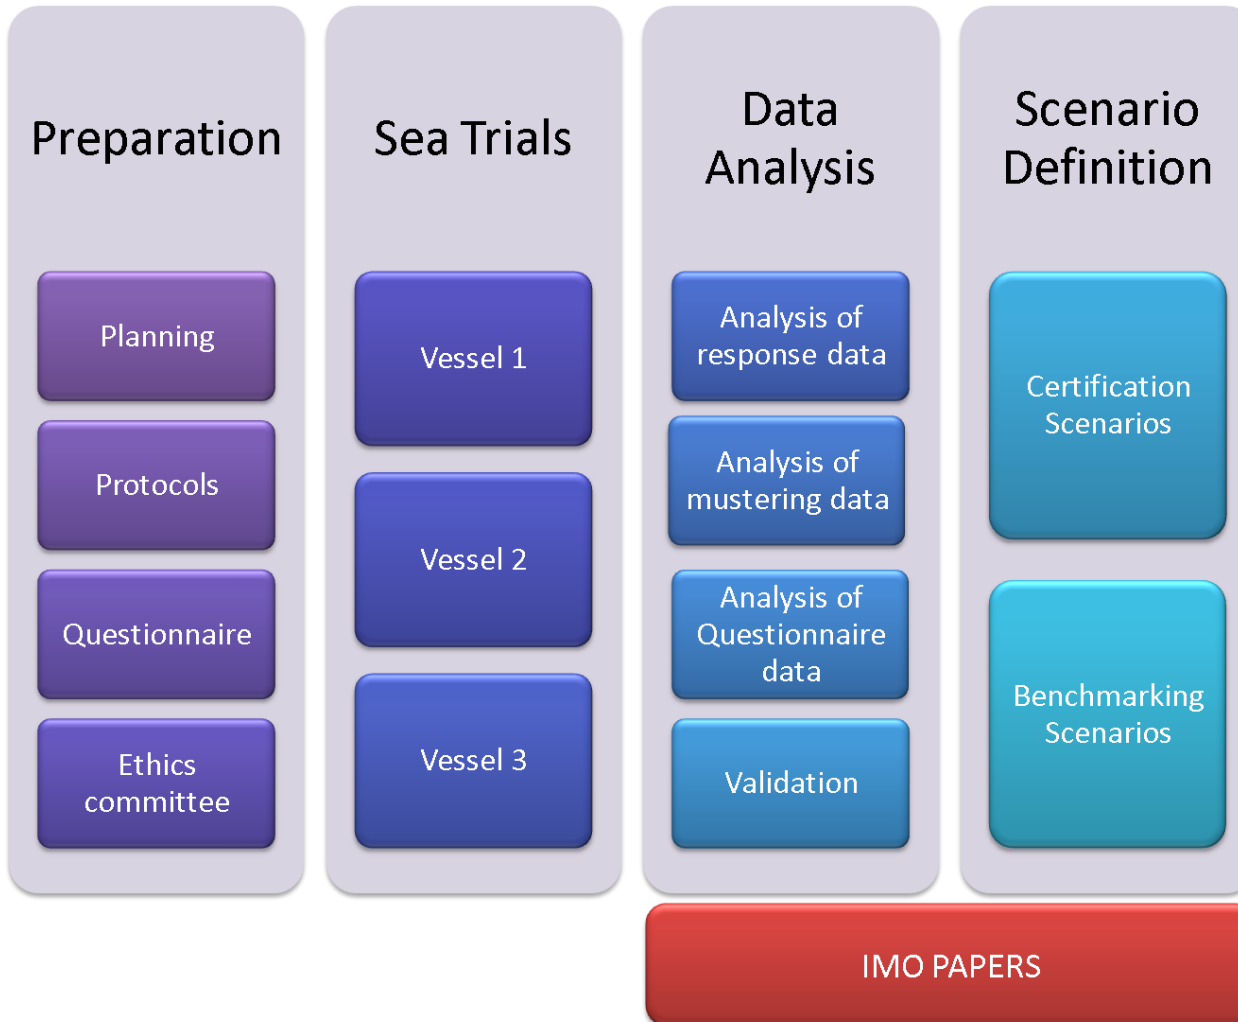 Preparation
Planning
Protocols
Questionnaire
Ethics
committee
Sea Trials
Vessel 1
Vessel 2
Vessel 3
Data
Analysis
Analysis of
response data
Analysis of
mustering data
Analysis of
Questionnaire
data
Validation
Scenario
Definition
Certification
Scenarios
Benchmarking
Scenarios
IMO PAPERS